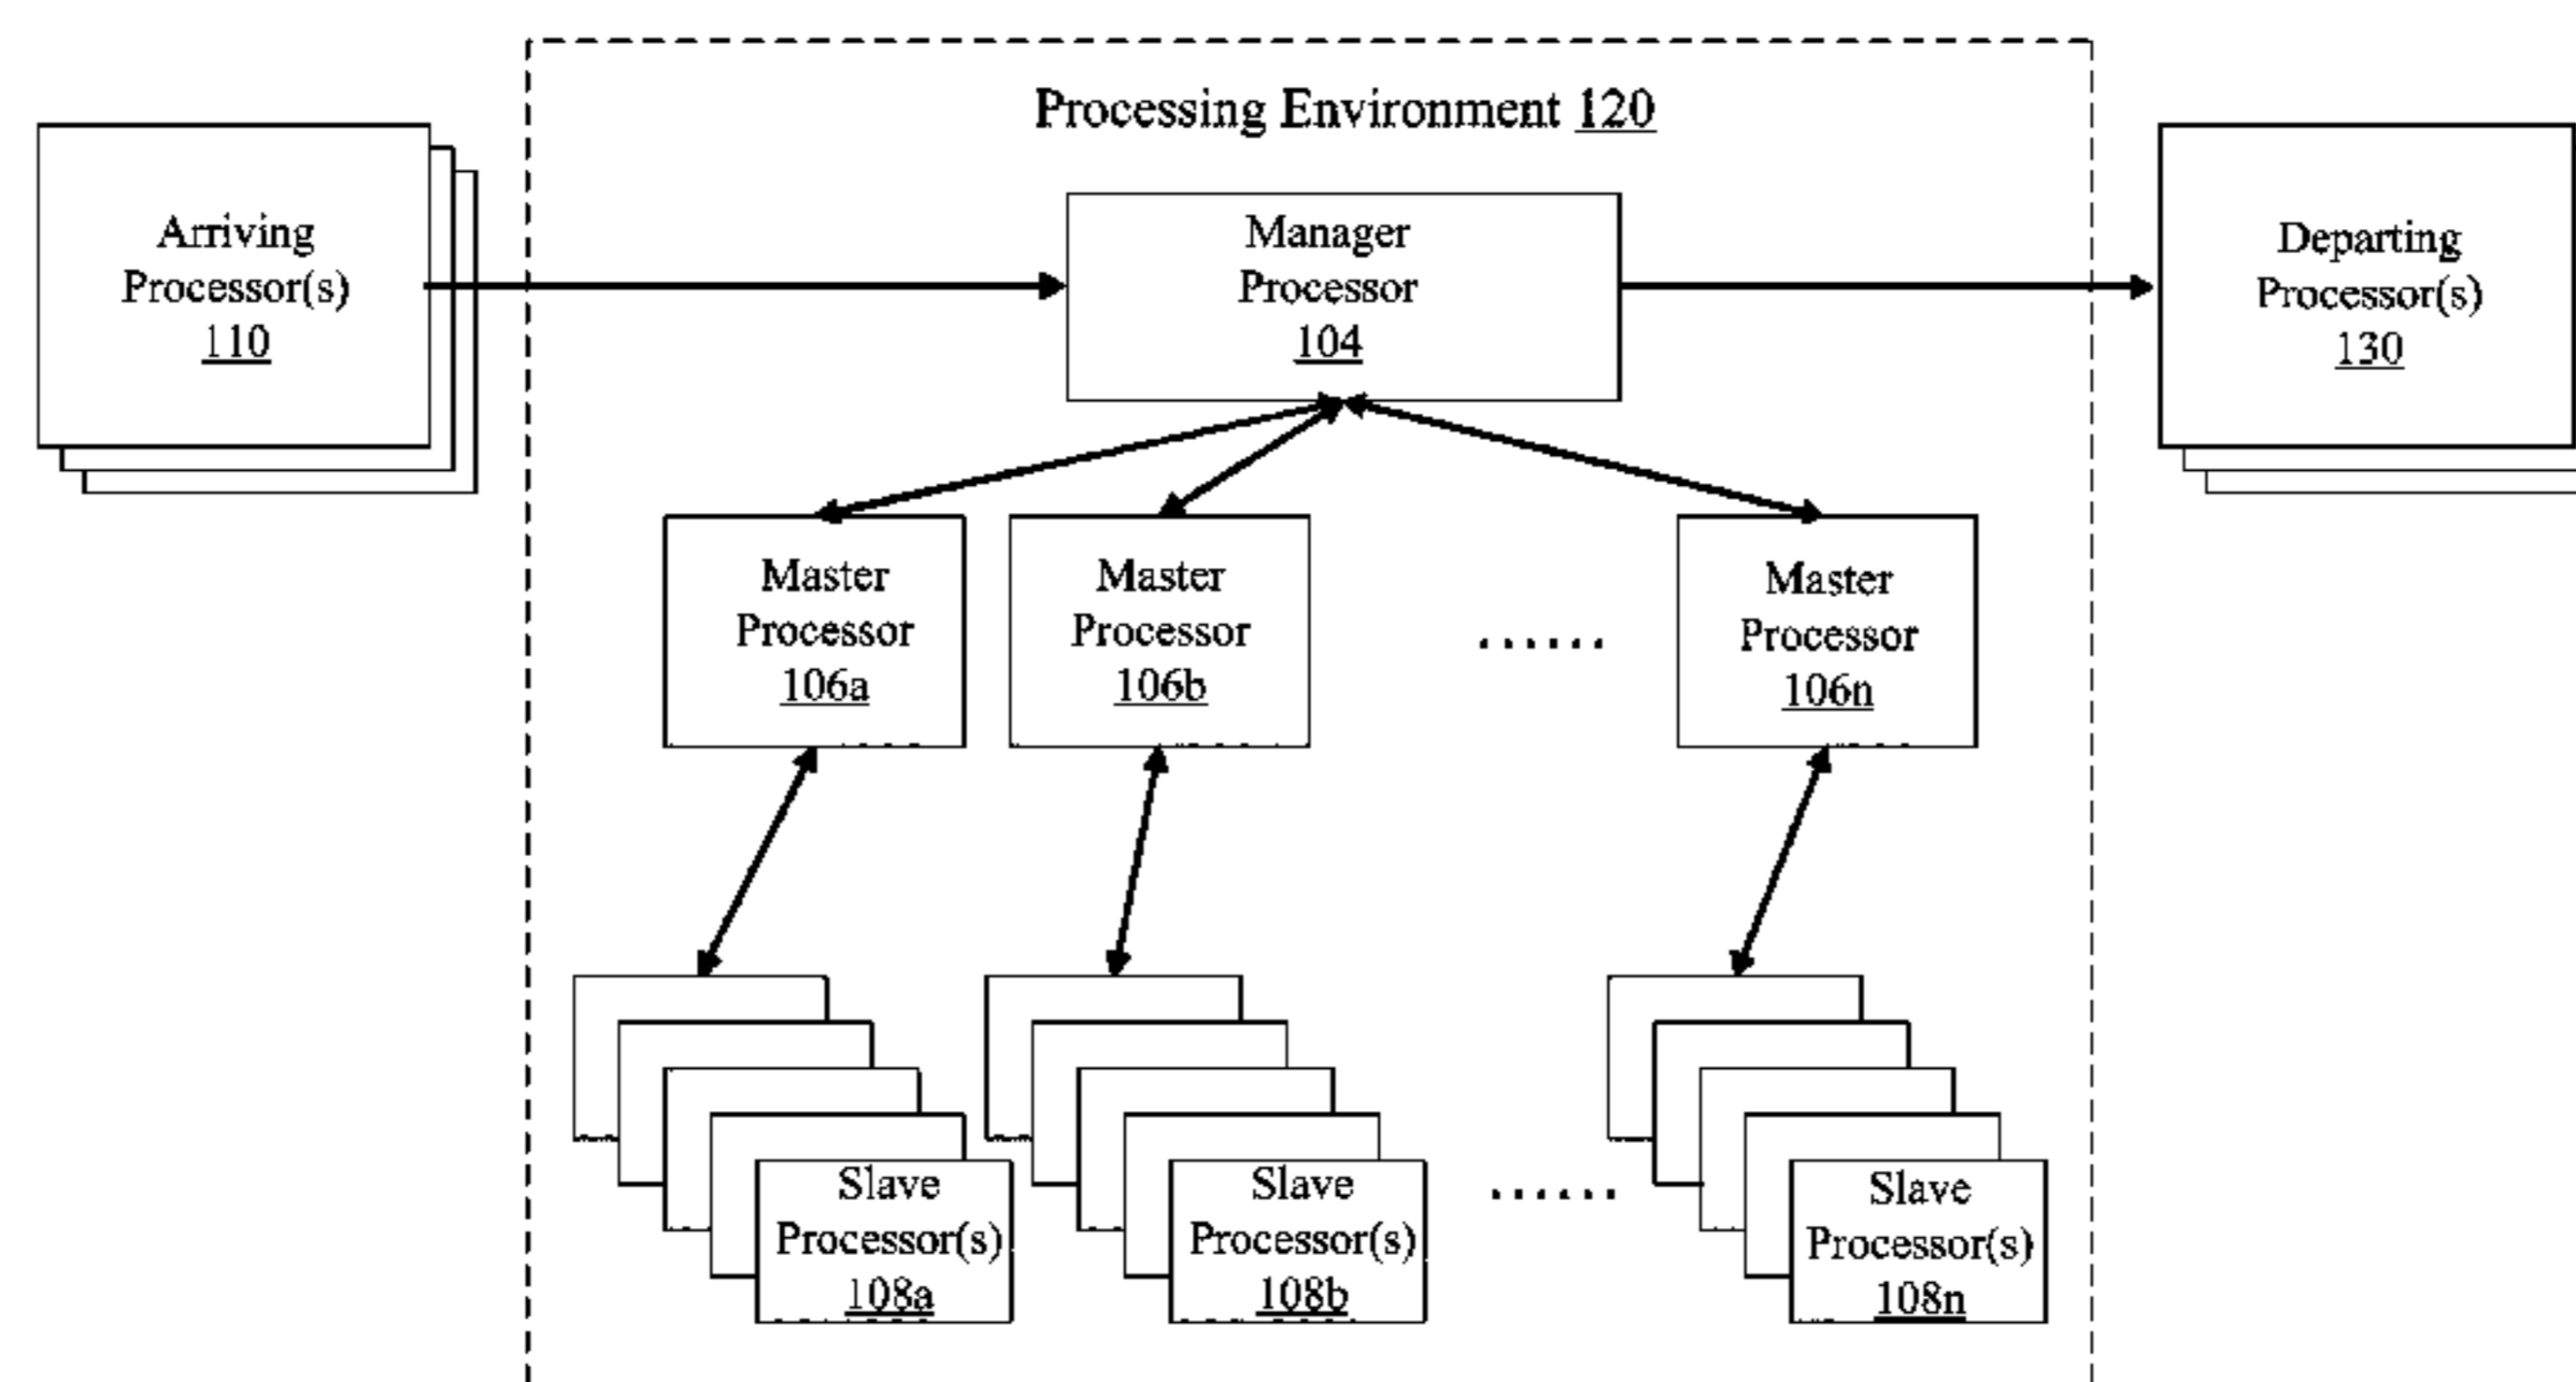 Processing Environment 120
Arriving
Processor(s)
110
Manager
Processor
104
Departing
Processor(s)
130
Master
Processor
106a
Master
Processor
106b
......
Master
Processor
106n
Slave
Processor(s)
108a
Slave
Processor(s)
108b
......
Slave
Processor(s)
108n